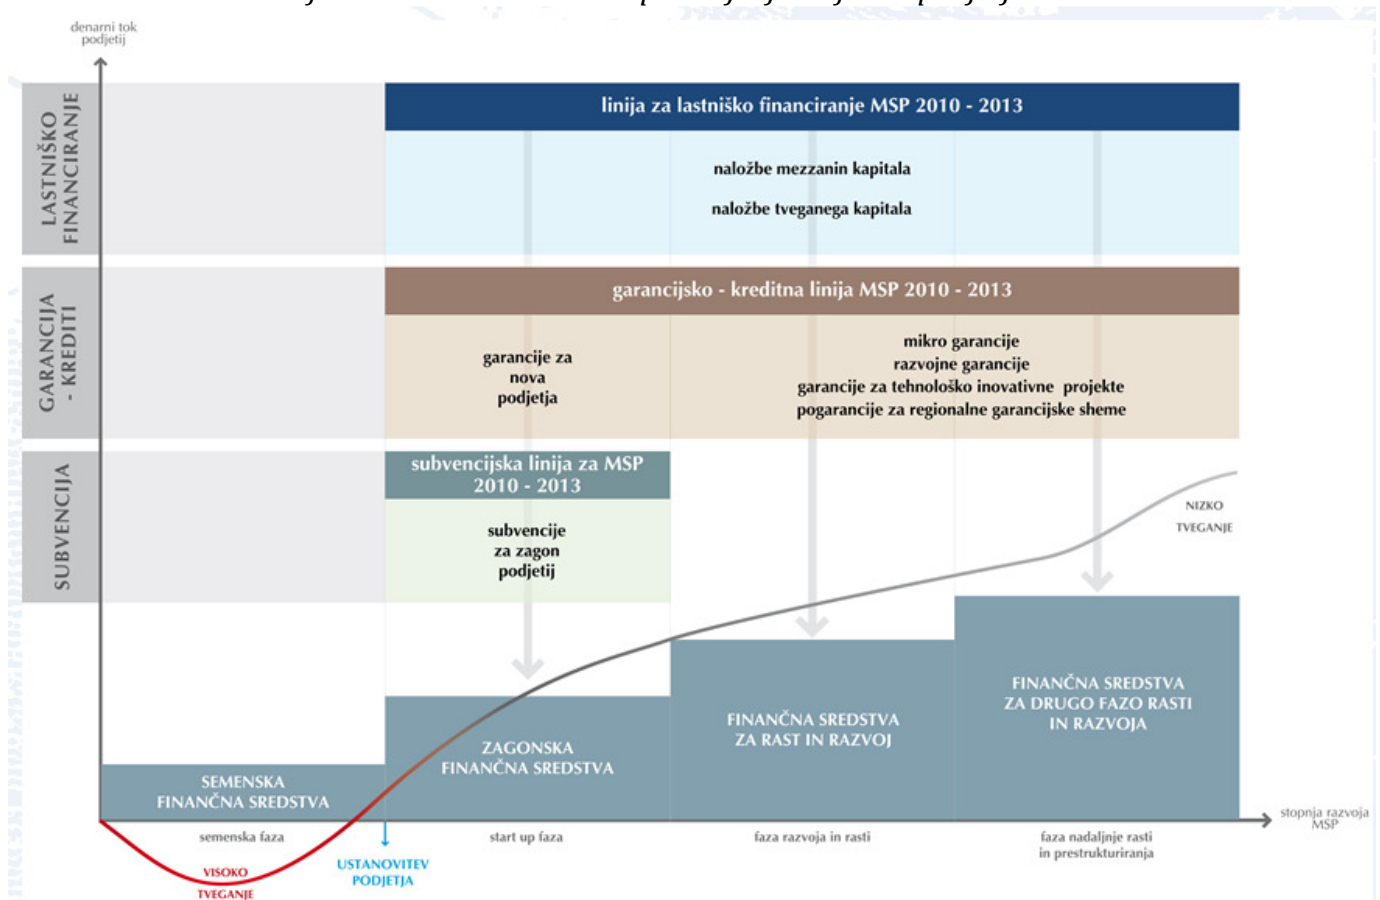 denarni tok
podjetij
LASTNIŠKO
FINANCIRANJE
linija za lastniško financiranje MSP 2010 - 2013
naložbe mezzanin kapitala
naložbe tveganega kapitala
GARANCIJA
- KREDITI
garancijsko - kreditna linija MSP 2010 - 2013
garancije za
nova
podjetja
mikro garancije
razvojne garancije
garancije za tehnološko inovativne projekte
pogarancije za regionalne garancijske sheme
SUBVENCIJA
subvencijska linija za MSP
2010 - 2013
subvencije
za zagon
podjetij
NIZKO
TVEGANJE
SEMENSKA
FINANČNA SREDSTVA
ZAGONSKA
FINANČNA SREDSTVA
FINANČNA SREDSTVA
ZA RAST IN RAZVOJ
FINANČNA SREDSTVA
ZA DRUGO FAZO RASTI
IN RAZVOJA
stopnja razvoja
MSP
semenska faza
start up faza
faza razvoja in rasti
faza nadaljnje rasti
in prestrukturiranja
VISOKO
TVEGANJE
USTANOVITEV
PODJETJA